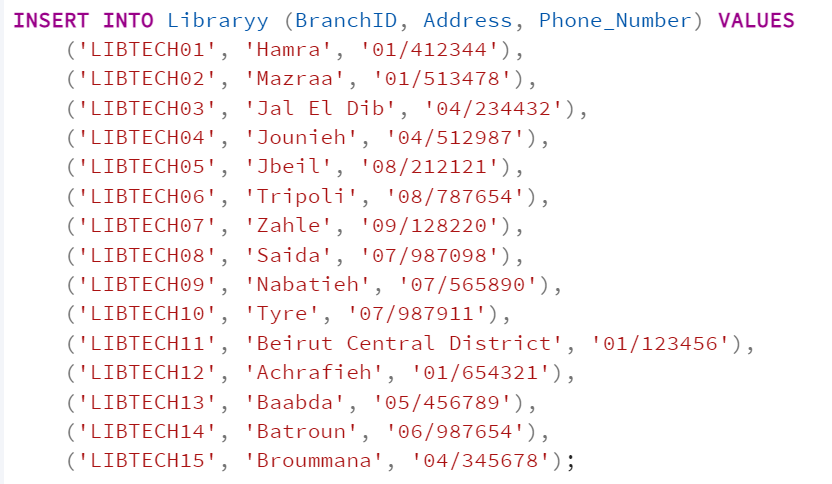 INSERT INTO Libraryy (BranchID, Address, Phone_Number) VALUES
('LIBTECH01', 'Hamra', '01/412344'),
('LIBTECH02', 'Mazraa', '01/513478'),
('LIBTECH03', 'Jal El Dib', '04/234432'),
('LIBTECH04', 'Jounieh', '04/512987'),
('LIBTECH05', 'Jbeil', '08/212121'),
('LIBTECH06', 'Tripoli', '08/787654'),
('LIBTECH07', 'Zahle', '09/128220'),
('LIBTECH08', 'Saida', '07/987098'),
('LIBTECH09', 'Nabatieh', '07/565890'),
('LIBTECH10', 'Tyre', '07/987911'),
('LIBTECH11', 'Beirut Central District', '01/123456'),
('LIBTECH12', 'Achrafieh', '01/654321'),
('LIBTECH13', 'Baabda', '05/456789'),
('LIBTECH14', 'Batroun', '06/987654'),
('LIBTECH15', 'Broummana', '04/345678');